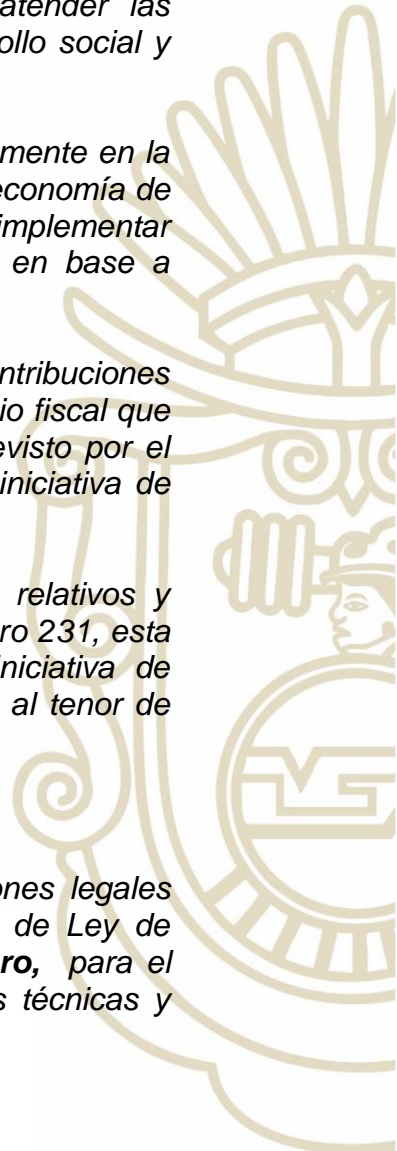 atender las
ollo social y
mente en la
economía de
implementar
en base a
ntribuciones
io fiscal que
evisto por el
iniciativa de
relativos y
ro 231, esta
niciativa de
al tenor de
ones legales
de Ley de
ro, para el
s técnicas y